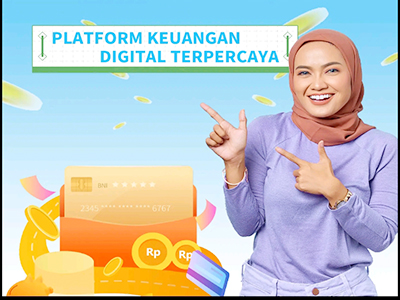 PLATFORM KEUANGAN
DIGITAL TERPERCAYA
2345 **** **** **** 6767
Rp
Rp